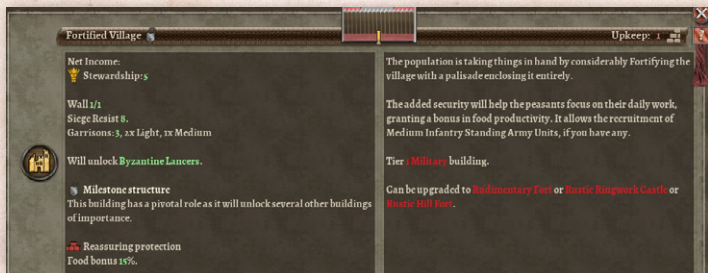 Fortified Village
Upkeep: 1
Net Income:
Stewardship:5
Wall 1/1
Siege Resist 8.
Garrisons: 3, 2x Light, 1x Medium
Will unlock Byzantine Lancers.
Milestone structure
This building has a pivotal role as it will unlock several other buildings
of importance.
Reassuring protection
Food bonus 15%.
The population is taking things in hand by considerably Fortifying the
village with a palisade enclosing it entirely.
The added security will help the peasants focus on their daily work,
granting a bonus in food productivity. It allows the recruitment of
Medium Infantry Standing Army Units, if you have any.
Tier 1 Military building.
Can be upgraded to Rudimentary Fort or Rustic Ringwork Castle or
Rustic Hill Fort.